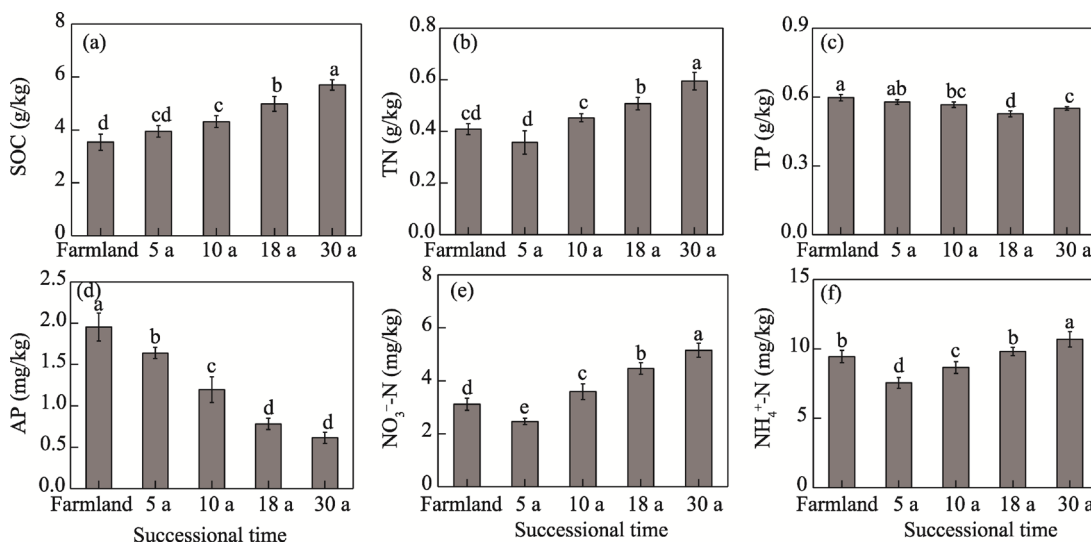 (a)
SOC (g/kg)
8
6
4
2
0
d
cd
c
b
a
Farmland 5 a 10 a 18 a 30 a
(b)
TN (g/kg)
0.8
0.6
0.4
0.2
0.0
cd
d
c
b
a
Farmland 5 a 10 a 18 a 30 a
(c)
TP (g/kg)
0.9
0.6
0.3
0.0
a
ab
bc
d
c
Farmland 5 a 10 a 18 a 30 a
(d)
AP (mg/kg)
2.5
2.0
1.5
1.0
0.5
0.0
a
b
c
d
d
Farmland 5 a 10 a 18 a 30 a
Successional time
(e)
NO₃⁻-N (mg/kg)
8
6
4
2
0
d
e
c
b
a
Farmland 5 a 10 a 18 a 30 a
Successional time
(f)
NH₄⁺-N (mg/kg)
15
10
5
0
b
d
c
b
a
Farmland 5 a 10 a 18 a 30 a
Successional time